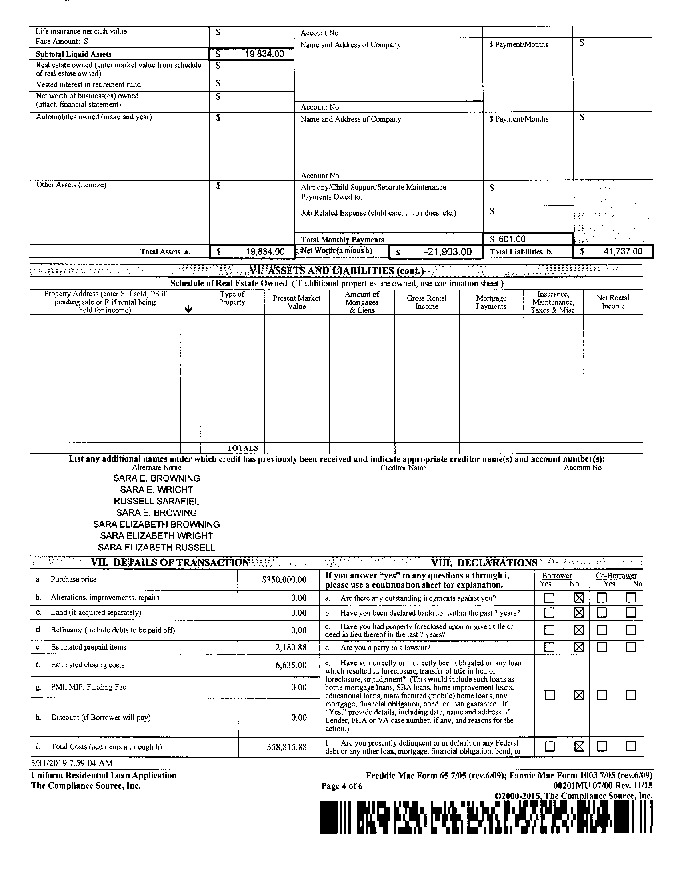 Life insurance net cash value $
Face Amount: $
Account No
Name and Address of Company $ Payment/Months $
Subtotal Liquid Assets $ 19,834.00
Real estate owned (enter market value from schedule of real estate owned) $
Vested interest in retirement fund $
Net worth of business(es) owned (attach financial statement) $
Account No
Automobiles owned (make and year) $
Name and Address of Company $ Payment/Months $
Account No
Other Assets (itemize) $
Alimony/Child Support/Separate Maintenance Payments Owed to: $
Job Related Expense (child care, union dues, etc.) $
Total Monthly Payments $ 601.00
Total Assets a. $ 19,834.00 Net Worth (a minus b) $ -21,903.00 Total Liabilities b. $ 41,737.00
VI. ASSETS AND LIABILITIES (cont.)
Schedule of Real Estate Owned (If additional properties are owned, use continuation sheet)
Property Address (enter S if sold, PS if pending sale or R if rental being held for income)
Type of Property
Present Market Value
Amount of Mortgages & Liens
Gross Rental Income
Mortgage Payments
Insurance, Maintenance, Taxes & Misc
Net Rental Income
TOTALS
List any additional names under which credit has previously been received and indicate appropriate creditor name(s) and account number(s):
Alternate Name Creditor Name Account No
SARA E. BROWNING
SARA E. WRIGHT
RUSSELL SARAFIEL
SARA E. BROWING
SARA ELIZABETH BROWNING
SARA ELIZABETH WRIGHT
SARA ELIZABETH RUSSELL
VII. DETAILS OF TRANSACTION
a. Purchase price $350,000.00
b. Alterations, improvements, repairs 0.00
c. Land (if acquired separately) 0.00
d. Refinance (include debts to be paid off) 0.00
e. Estimated prepaid items 2,180.88
f. Estimated closing costs 6,635.00
g. PMI, MIP, Funding Fee 0.00
h. Discount (if Borrower will pay) 0.00
i. Total Costs (add items a through h) 358,815.88
VIII. DECLARATIONS
If you answer "yes" to any questions a through i, please use a continuation sheet for explanation.
Borrower Co-Borrower
Yes No Yes No
a. Are there any outstanding judgments against you?
b. Have you been declared bankrupt within the past 7 years?
c. Have you had property foreclosed upon or given title or deed in lieu thereof in the last 7 years?
d. Are you a party to a lawsuit?
e. Have you directly or indirectly been obligated on any loan
which resulted in foreclosure, transfer of title in lieu of
foreclosure, or judgment? (This would include such loans as
home mortgage loans, SBA loans, home improvement loans,
educational loans, manufactured (mobile) home loans, any
mortgage, financial obligation, bond, or loan guarantee. If
"Yes," provide details, including date, name and address of
Lender, FHA or VA case number, if any, and reasons for the
action.)
f. Are you presently delinquent or in default on any Federal
debt or any other loan, mortgage, financial obligation, bond, or
5/31/2019 7:59:04 AM
Uniform Residential Loan Application
The Compliance Source, Inc.
Page 4 of 6
Freddie Mac Form 65 7/05 (rev.6/09); Fannie Mae Form 1003 7/05 (rev.6/09)
00201MU 07/00 Rev. 11/15
©2000-2015, The Compliance Source, Inc.